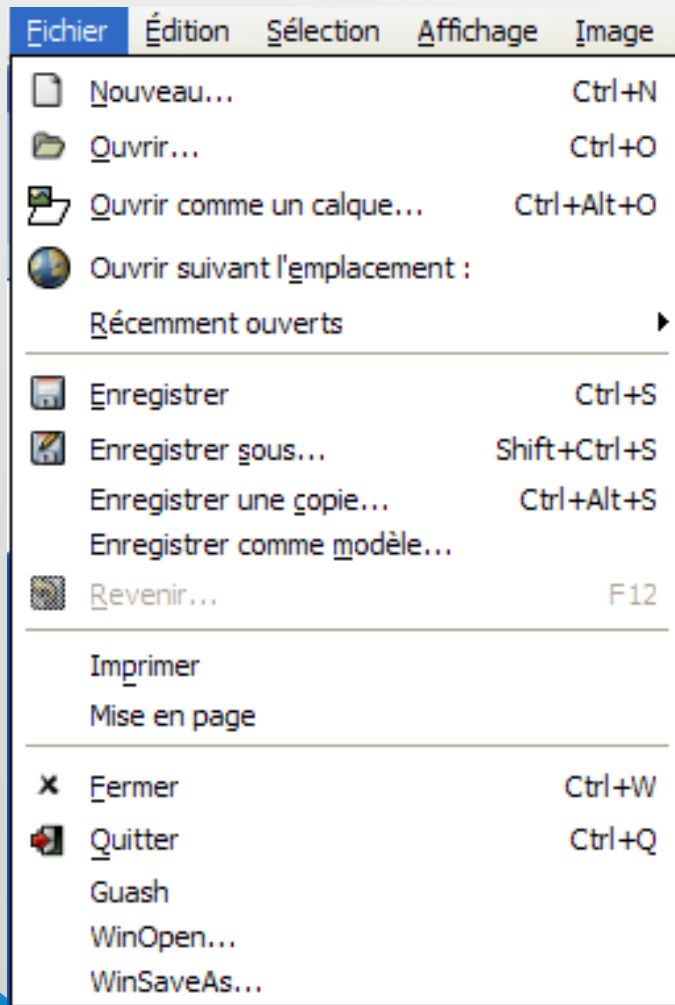 Fichier Édition Sélection Affichage Image
Nouveau... Ctrl+N
Ouvrir... Ctrl+O
Ouvrir comme un calque... Ctrl+Alt+O
Ouvrir suivant l'emplacement :
Récemment ouverts
Enregistrer Ctrl+S
Enregistrer sous... Shift+Ctrl+S
Enregistrer une copie... Ctrl+Alt+S
Enregistrer comme modèle...
Revenir... F12
Imprimer
Mise en page
Fermer Ctrl+W
Quitter Ctrl+Q
Guash
WinOpen...
WinSaveAs...